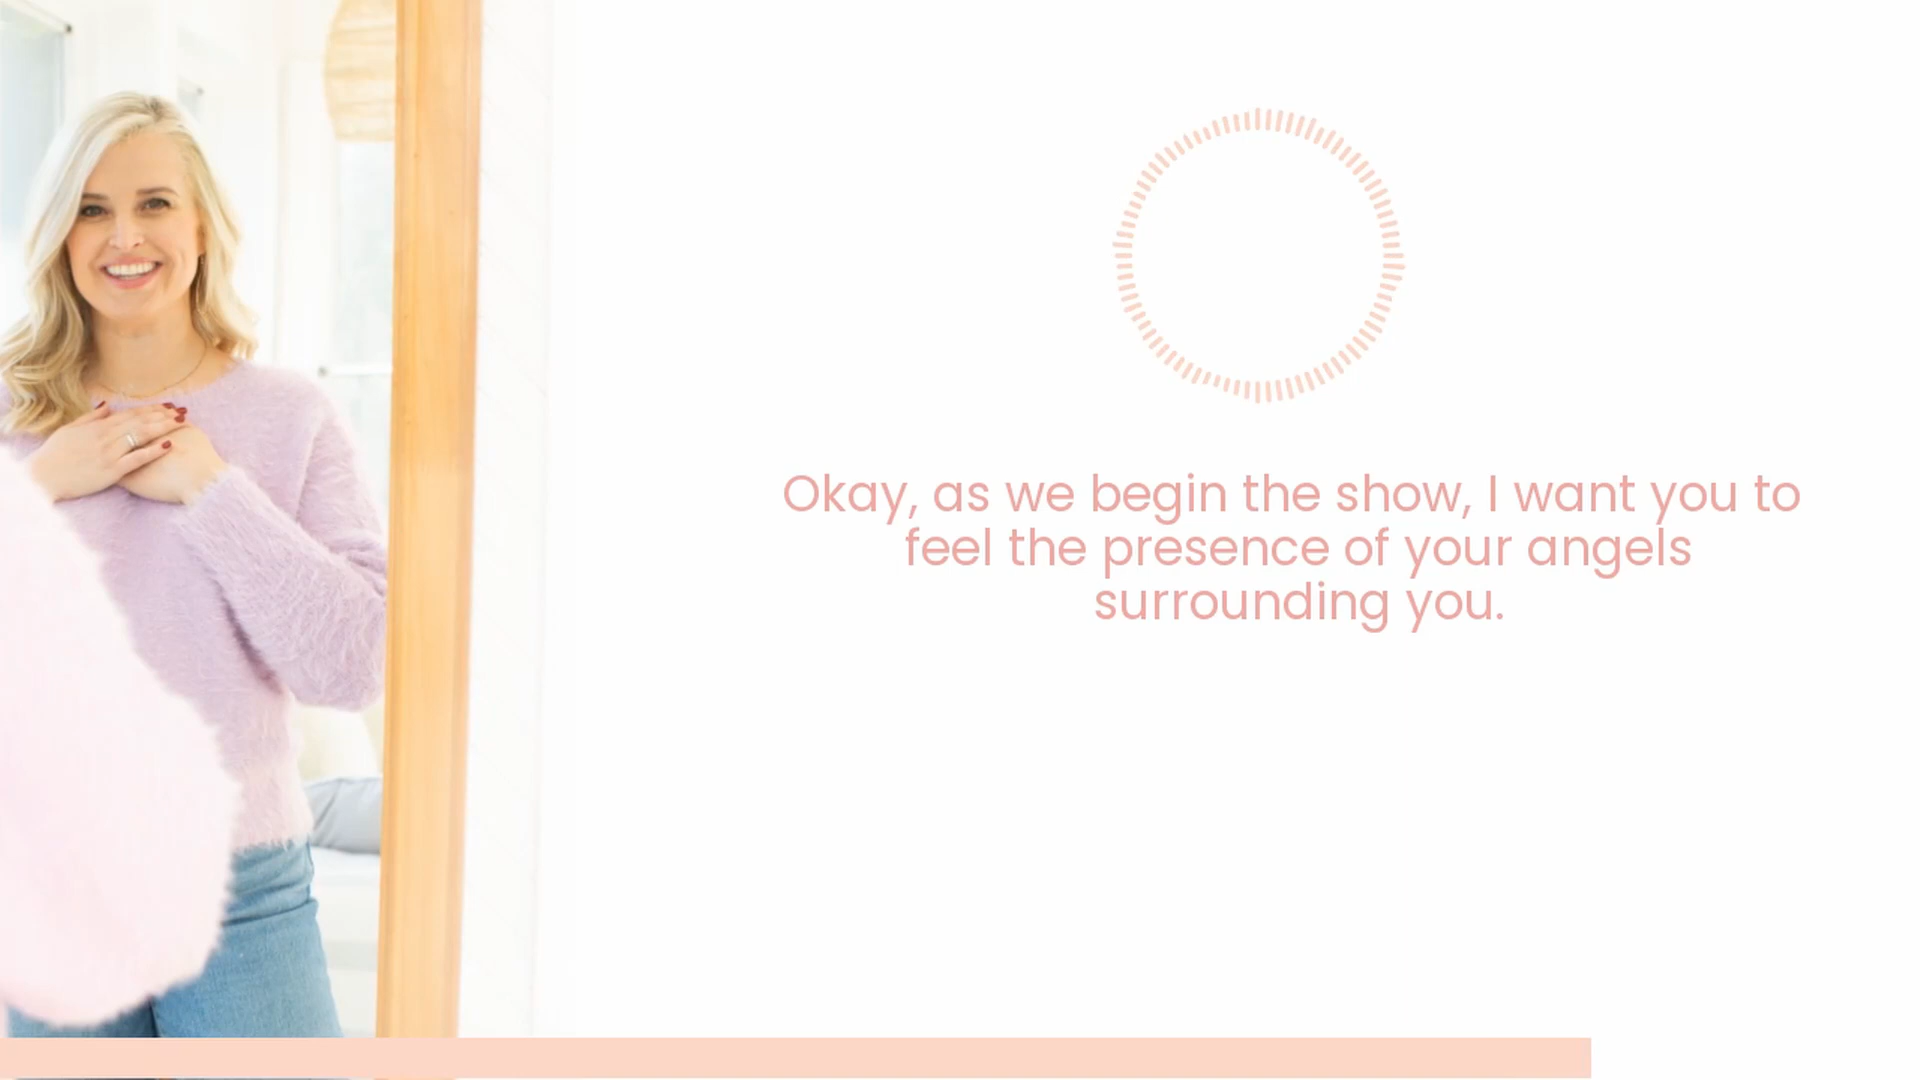 Okay, as we begin the show, I want you to
feel the presence of your angels
surrounding you.